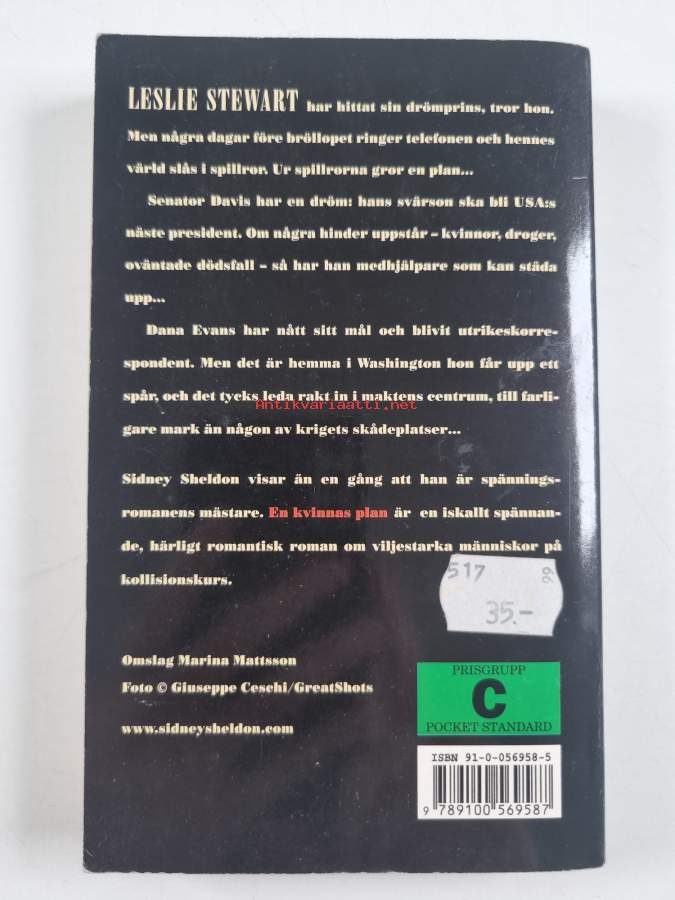 LESLIE STEWART har hittat sin drömprins, tror hon.
Men några dagar före bröllopet ringer telefonen och hennes
värld slås i spillror. Ur spillrorna gror en plan...
Senator Davis har en dröm: hans svärson ska bli USA:s
näste president. Om några hinder uppstår – kvinnor, droger,
oväntade dödsfall – så har han medhjälpare som kan städa
upp...
Dana Evans har nått sitt mål och blivit utrikeskorre-
spondent. Men det är hemma i Washington hon får upp ett
spår, och det tycks leda rakt in i maktens centrum, till farli-
Antikvariaatti.net
gare mark än någon av krigets skådeplatser...
Sidney Sheldon visar än en gång att han är spännings-
romanens mästare. En kvinnas plan är en iskallt spännan-
de, härligt romantisk roman om viljestarka människor på
kollisionskurs.
517 99
35.-
Omslag Marina Mattsson
Foto © Giuseppe Ceschi/GreatShots
www.sidneysheldon.com
PRISGRUPP
C
POCKET STANDARD
ISBN 91-0-056958-5
9 789100 569587